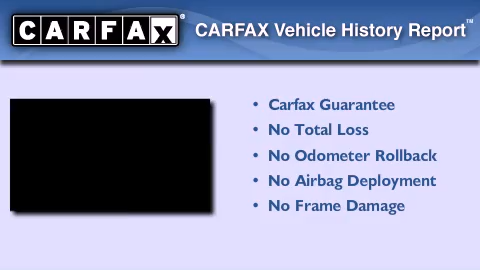 CARFAX® CARFAX Vehicle History Report™
• Carfax Guarantee
• No Total Loss
• No Odometer Rollback
• No Airbag Deployment
• No Frame Damage